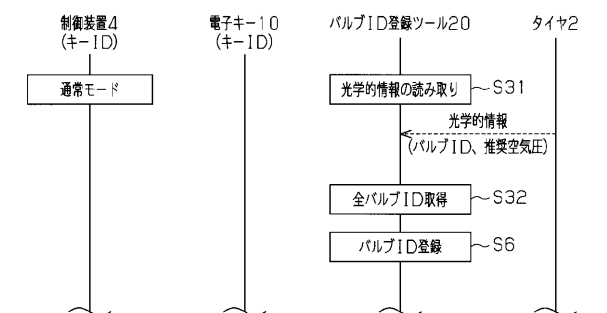 制御装置4
(キーID)
電子キー10
(キーID)
バルブID登録ツール20
タイヤ2
通常モード
光学的情報の読み取り
S31
光学的情報
(バルブID、推奨空気圧)
全バルブID取得
S32
バルブID登録
S6